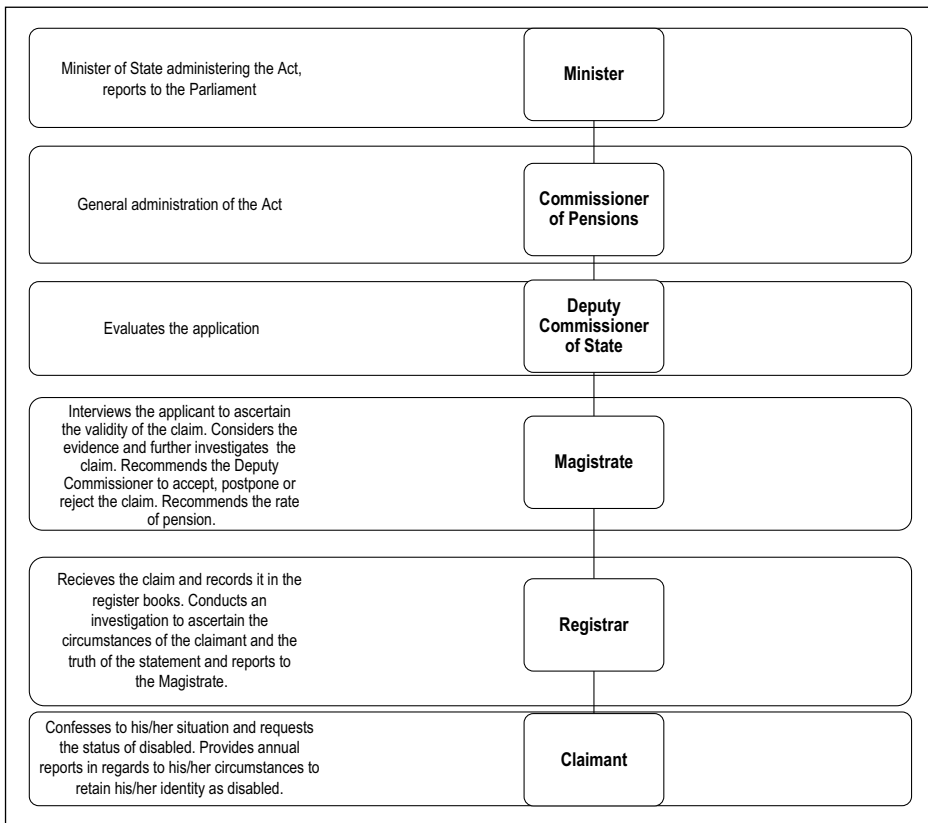 Minister of State administering the Act,
reports to the Parliament
Minister
General administration of the Act
Commissioner
of Pensions
Evaluates the application
Deputy
Commissioner
of State
Interviews the applicant to ascertain
the validity of the claim. Considers the
evidence and further investigates the
claim. Recommends the Deputy
Commissioner to accept, postpone or
reject the claim. Recommends the rate
of pension.
Magistrate
Recieves the claim and records it in the
register books. Conducts an
investigation to ascertain the
circumstances of the claimant and the
truth of the statement and reports to
the Magistrate.
Registrar
Confesses to his/her situation and requests
the status of disabled. Provides annual
reports in regards to his/her circumstances to
retain his/her identity as disabled.
Claimant